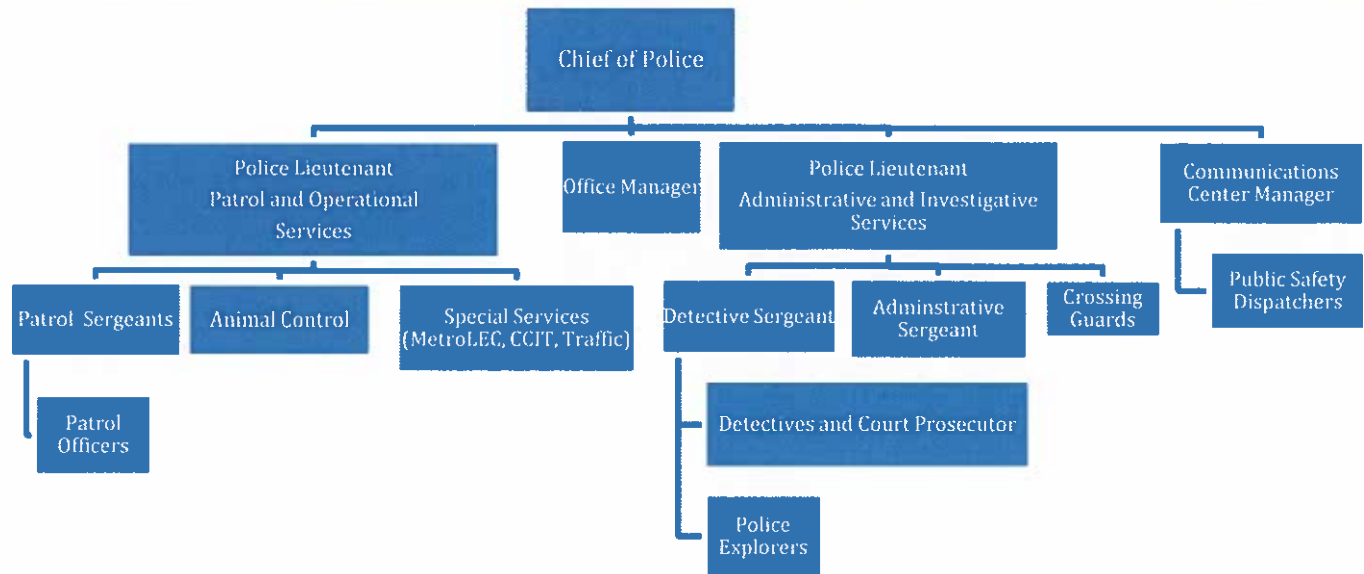 Chief of Police
Police Lieutenant
Patrol and Operational
Services
Office Manager
Police Lieutenant
Administrative and Investigative
Services
Communications
Center Manager
Patrol Sergeants
Animal Control
Special Services
(MetroLEC, CCIT, Traffic)
Detective Sergeant
Adminstrative
Sergeant
Crossing
Guards
Public Safety
Dispatchers
Patrol
Officers
Detectives and Court Prosecutor
Police
Explorers